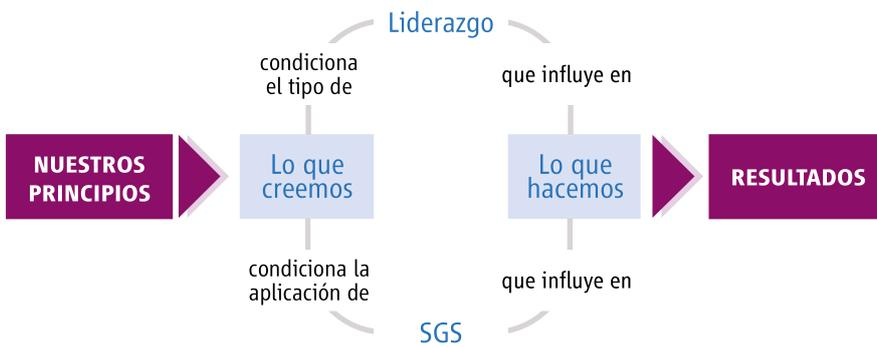 Liderazgo
condiciona
el tipo de
que influye en
NUESTROS
PRINCIPIOS
Lo que
creemos
Lo que
hacemos
RESULTADOS
condiciona la
aplicación de
que influye en
SGS